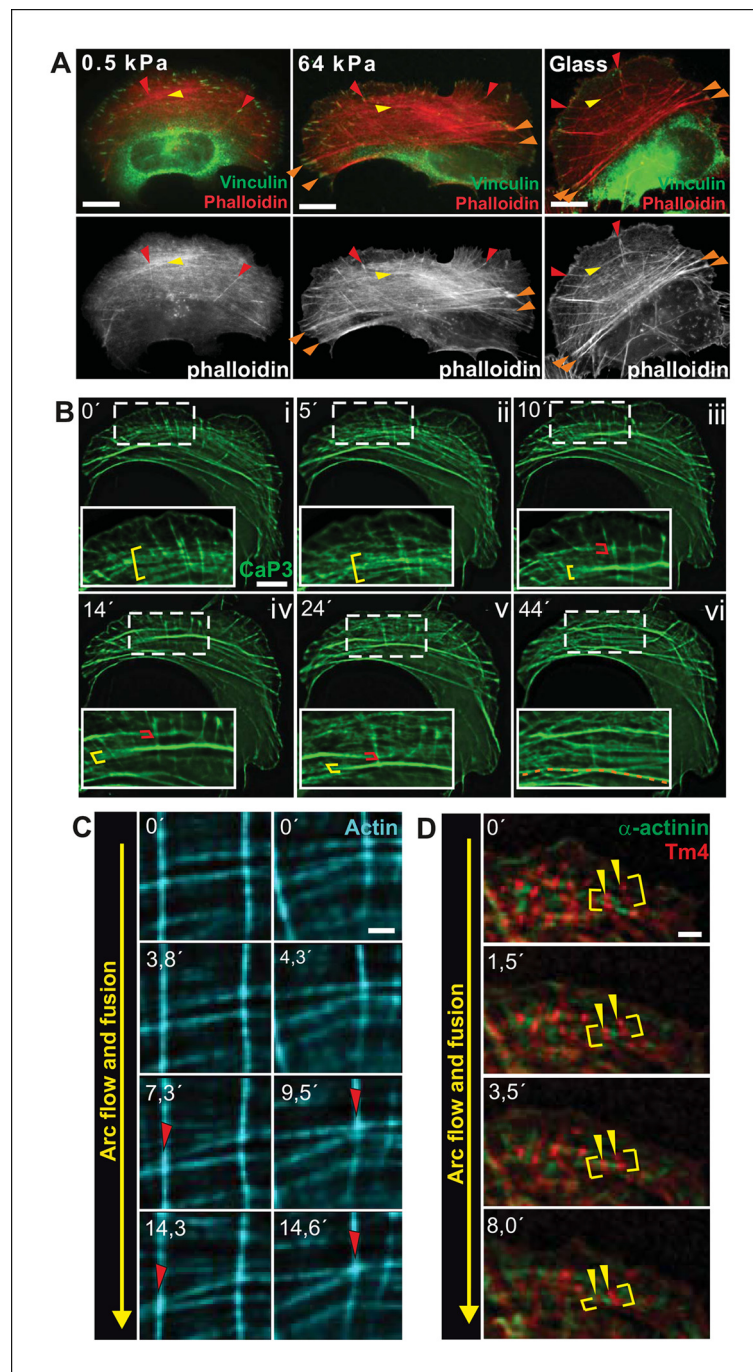 A
0.5 kPa
64 kPa
Glass
Vinculin
Phalloidin
Vinculin
Phalloidin
Vinculin
Phalloidin
phalloidin
phalloidin
phalloidin
B
0´
i
5´
ii
10´
iii
CaP3
14´
iv
24´
v
44´
vi
C
Arc flow and fusion
0´
0´
Actin
3,8´
4,3´
7,3´
9,5´
14,3
14,6´
D
Arc flow and fusion
0´
α-actinin
Tm4
1,5´
3,5´
8,0´